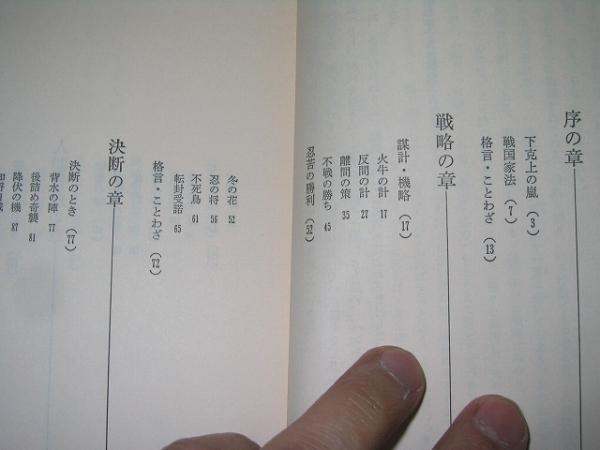 序の章
下克上の嵐 (3)
戦国家法 (7)
格言・ことわざ (13)
戦略の章
謀計・機略 (17)
火牛の計 17
反間の計 27
離間の策 35
不戦の勝ち 45
忍苦の勝利 (52)
冬の花 52
忍の将 56
不死鳥 61
転封受諾 65
格言・ことわざ (72)
決断の章
決断のとき (77)
背水の陣 77
後詰め奇襲 81
降伏の機 87